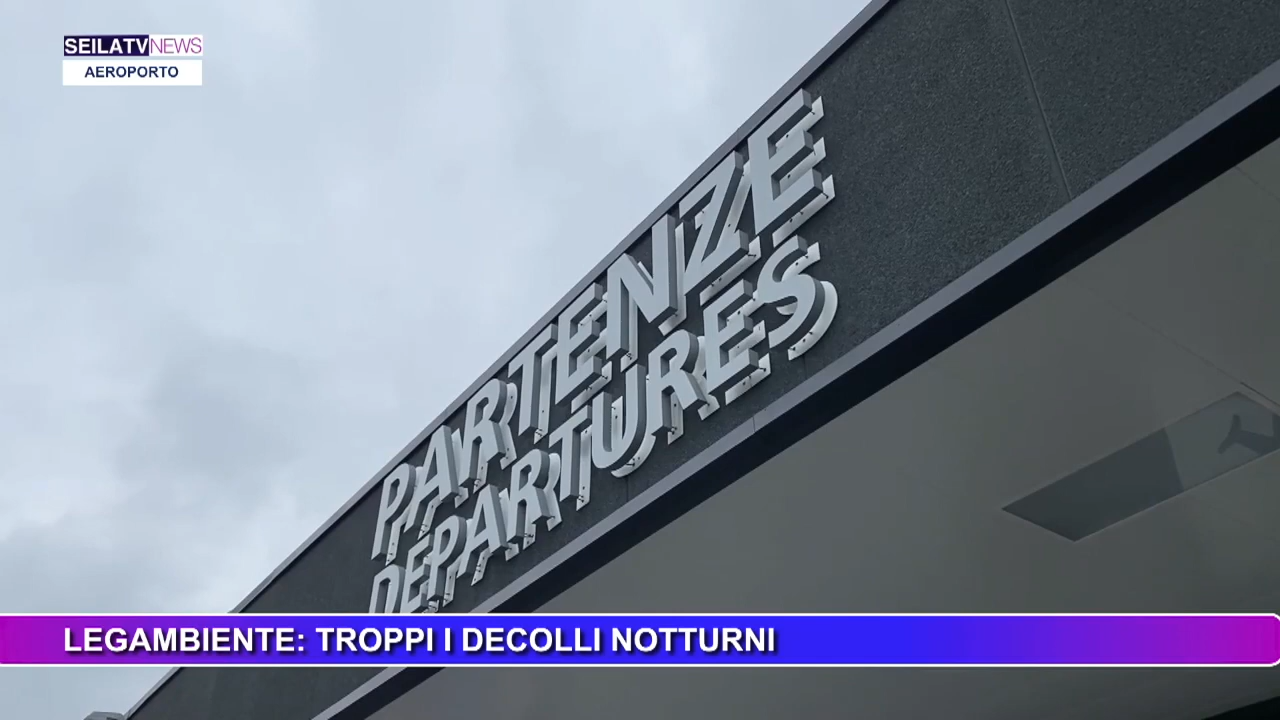 SEILATVNEWS
AEROPORTO
PARTENZE
DEPARTURES
LEGAMBIENTE: TROPPI I DECOLLI NOTTURNI